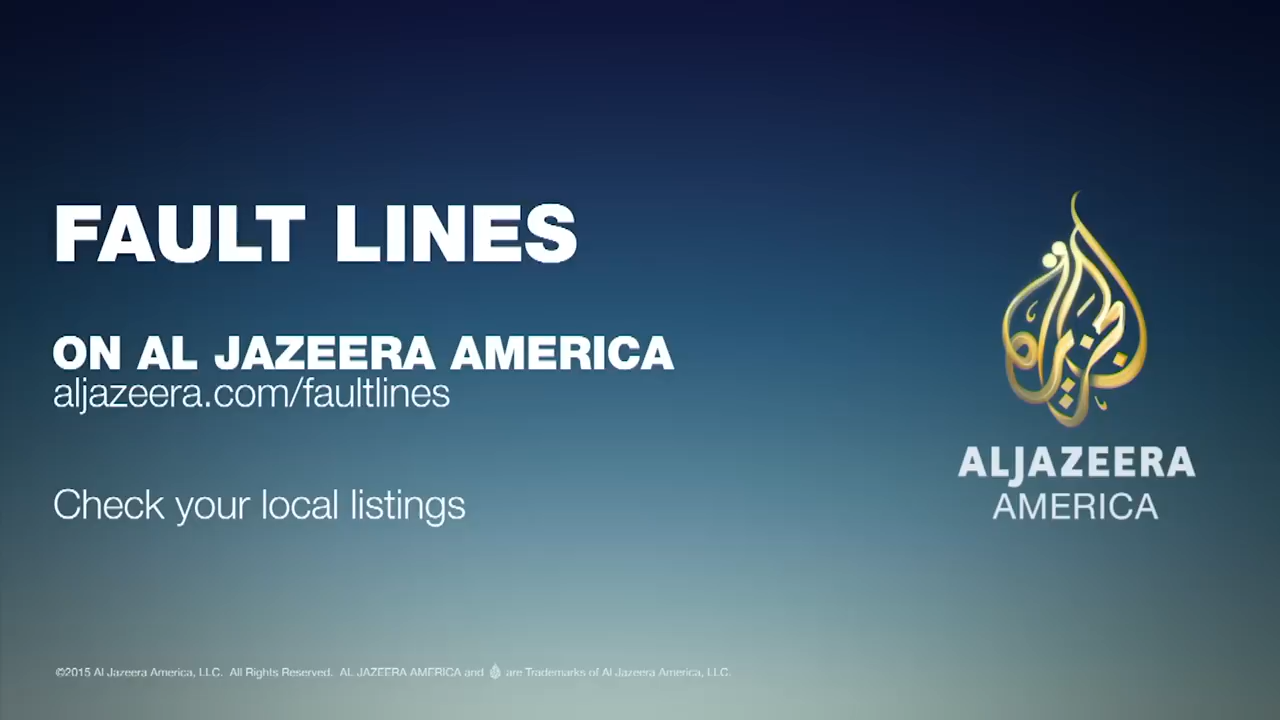 FAULT LINES
ON AL JAZEERA AMERICA
aljazeera.com/faultlines
Check your local listings
الجزيرة
ALJAZEERA
AMERICA
©2015 Al Jazeera America, LLC. All Rights Reserved. AL JAZEERA AMERICA and are Trademarks of Al Jazeera America, LLC.